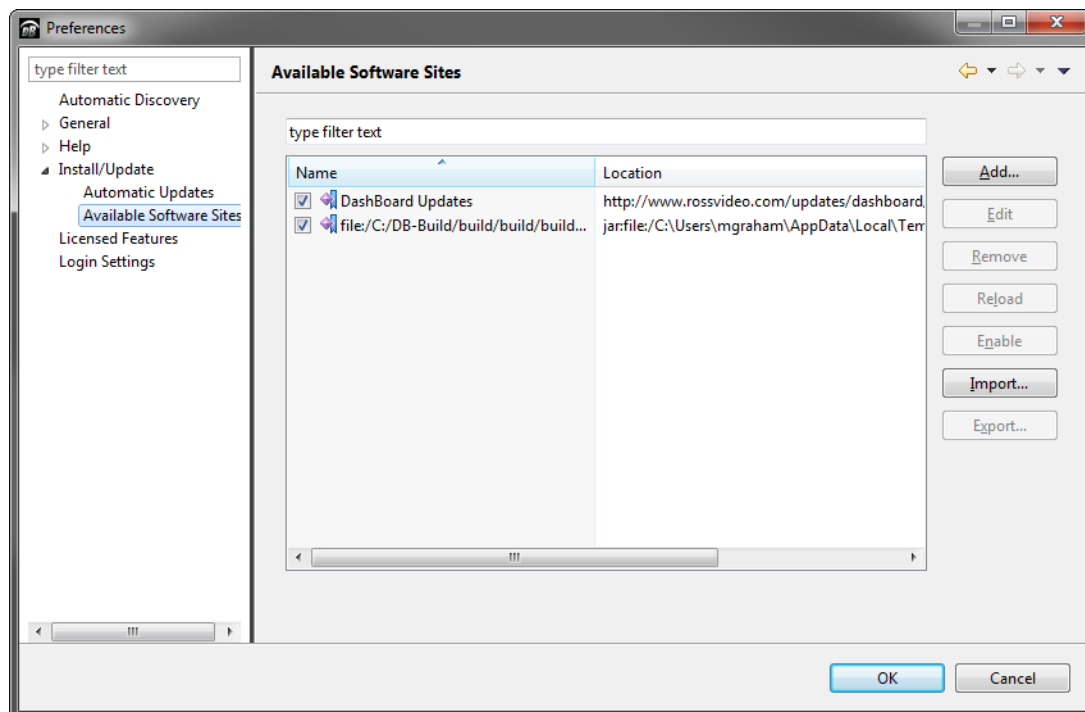 Preferences
type filter text
Automatic Discovery
General
Help
Install/Update
Automatic Updates
Available Software Sites
Licensed Features
Login Settings
Available Software Sites
type filter text
Name Location
DashBoard Updates http://www.rossvideo.com/updates/dashboard,
file:/C:/DB-Build/build/build/build... jar:file:/C:\Users\mgraham\AppData\Local\Tem
Add...
Edit
Remove
Reload
Enable
Import...
Export...
OK Cancel